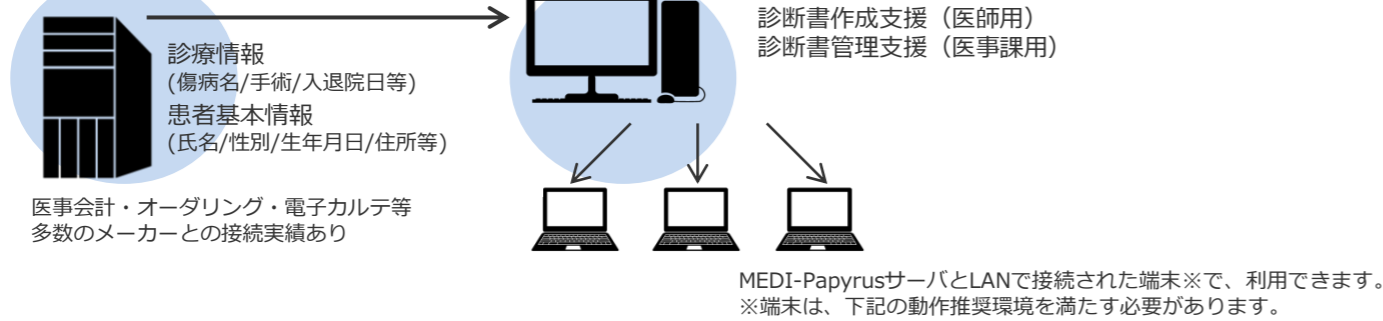 診療情報
(傷病名/手術/入退院日等)
患者基本情報
(氏名/性別/生年月日/住所等)
医事会計・オーダリング・電子カルテ等
多数のメーカーとの接続実績あり
診断書作成支援（医師用）
診断書管理支援（医事課用）
MEDI-PapyrusサーバとLANで接続された端末※で、利用できます。
※端末は、下記の動作推奨環境を満たす必要があります。